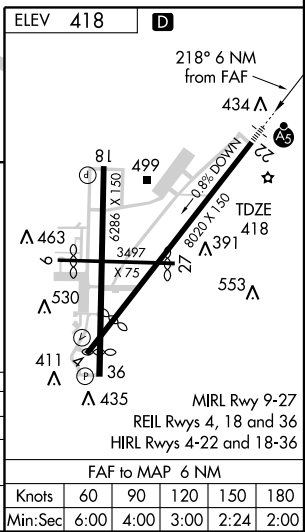 ELEV 418 D
218° 6 NM
from FAF
434
A5
22
18
P
499
0.8% DOWN
6286 X 150
8020 X 150
TDZE
418
463
9
3497
X 75
27
391
530
553
4
411
P
36
435
MIRL Rwy 9-27
REIL Rwys 4, 18 and 36
HIRL Rwys 4-22 and 18-36
FAF to MAP 6 NM
Knots 60 90 120 150 180
Min:Sec 6:00 4:00 3:00 2:24 2:00